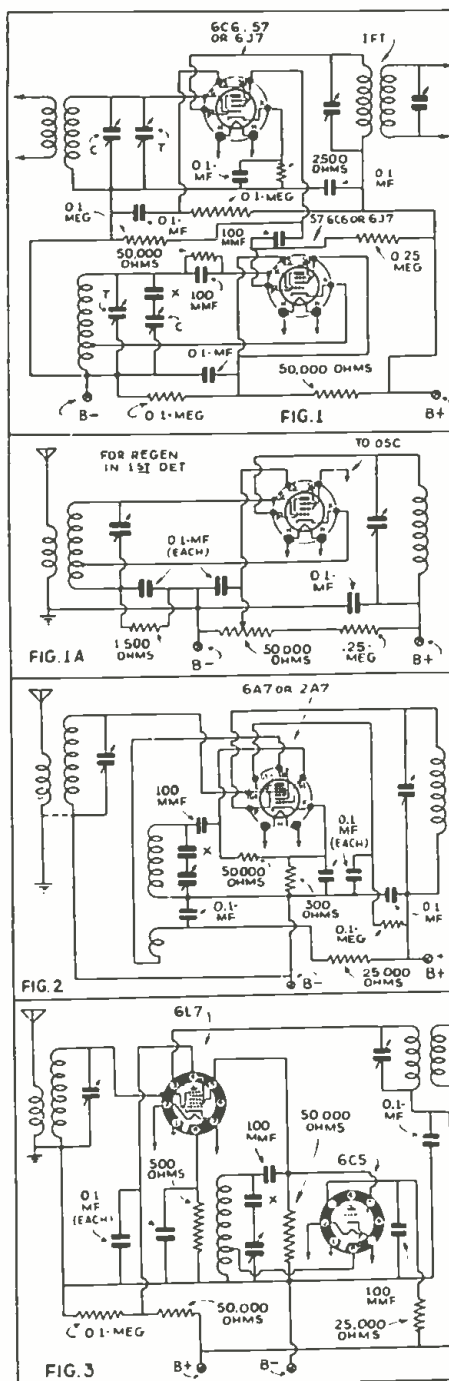 6C6, 57
OR 6J7
IFT
C
T
0.1-
MF
2500
OHMS
0.1
MF
0.1
MEG
0.1-
MF
0.1-MEG
50,000
OHMS
100
MMF
57 6C6 OR 6J7
0.25
MEG
T
X
100
MMF
C
0.1-MF
50,000 OHMS
B-
0.1-MEG
FIG.1
B+
FOR REGEN
IN 1ST DET
TO OSC
0.1-MF
(EACH)
0.1-
MF
FIG.1A
1,500
OHMS
B-
50,000
OHMS
.25-
MEG
B+
6A7 OR 2A7
100
MMF
X
0.1
MF
(EACH)
50,000
OHMS
0.1-
MF
300
OHMS
0.1-
MEG
0.1
MF
FIG.2
B-
25,000
OHMS
B+
6L7
0.1-
MF
50,000
OHMS
100
MMF
6C5
500
OHMS
X
0.1
MF
(EACH)
100
MMF
50,000
OHMS
25,000
OHMS
0.1-MEG
FIG.3
B+
B-